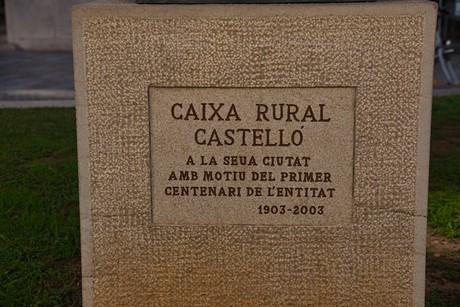 CAIXA RURAL
CASTELLÓ
A LA SEUA CIUTAT
AMB MOTIU DEL PRIMER
CENTENARI DE L'ENTITAT
1903-2003